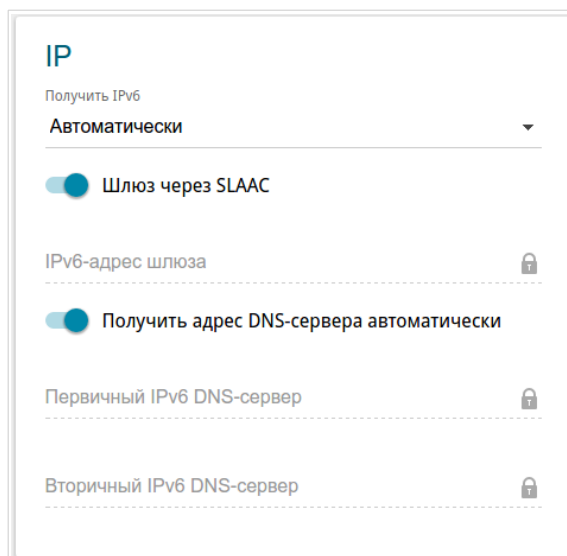 IP
Получить IPv6
Автоматически
Шлюз через SLAAC
IPv6-адрес шлюза
Получить адрес DNS-сервера автоматически
Первичный IPv6 DNS-сервер
Вторичный IPv6 DNS-сервер